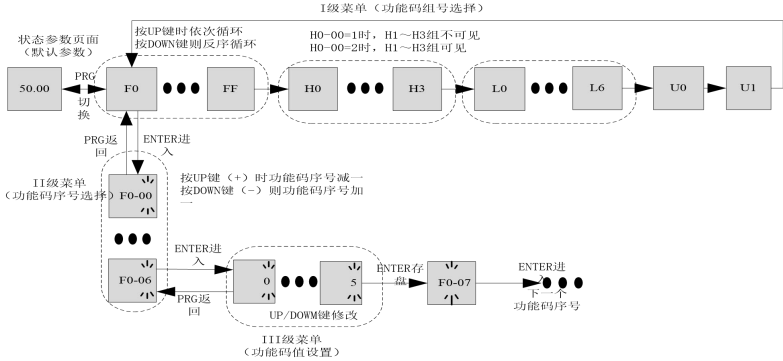 I级菜单（功能码组号选择）
状态参数页面
（默认参数）
按UP键时依次循环
按DOWN键则反序循环
H0-00=1时，H1～H3组不可见
H0-00=2时，H1～H3组可见
50.00
PRG
切
换
F0
FF
H0
H3
L0
L6
U0
U1
PRG返
回
ENTER进
入
II级菜单
（功能码序号选择）
F0-00
按UP键（+）时功能码序号减一
按DOWN键（-）则功能码序号加
一
F0-06
ENTER进
入
PRG返
回
0
5
UP/DOWM键修改
ENTER存
盘
F0-07
ENTER进
入
下一个
功能码序号
III级菜单
（功能码值设置）